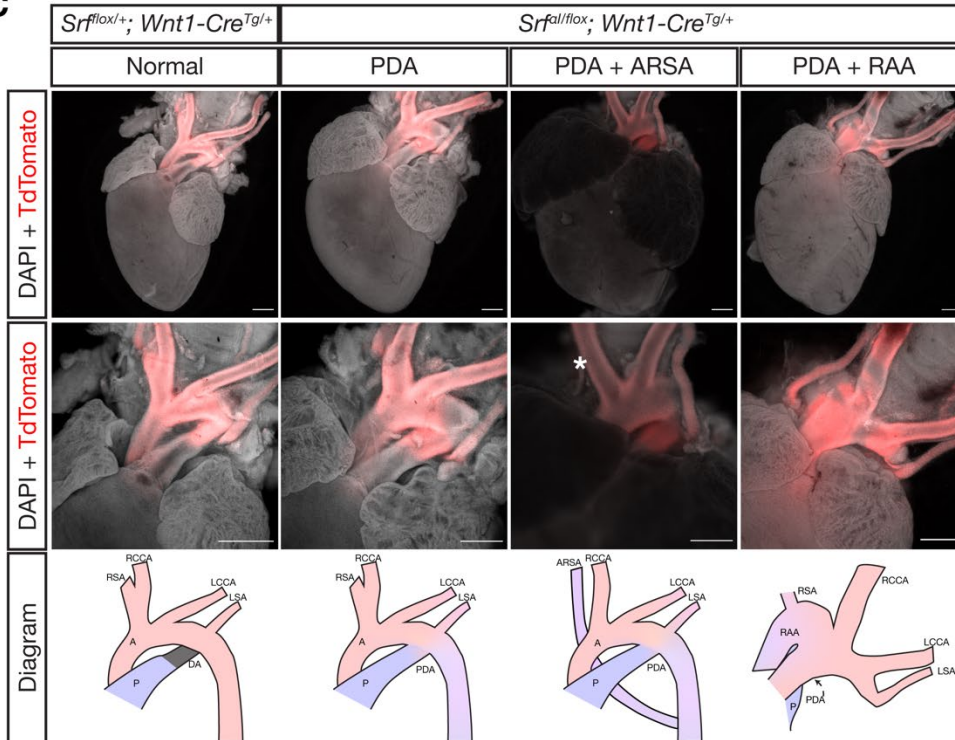 Srf^flox/+; Wnt1-Cre^Tg/+
Srf^al/flox; Wnt1-Cre^Tg/+
Normal
PDA
PDA + ARSA
PDA + RAA
DAPI + TdTomato
*
DAPI + TdTomato
Diagram
RCCA
RSA
LCCA
LSA
A
DA
P
RCCA
RSA
LCCA
LSA
A
PDA
P
ARSA RCCA
LCCA
LSA
A
PDA
P
RCCA
RSA
RAA
LCCA
LSA
PDA
P